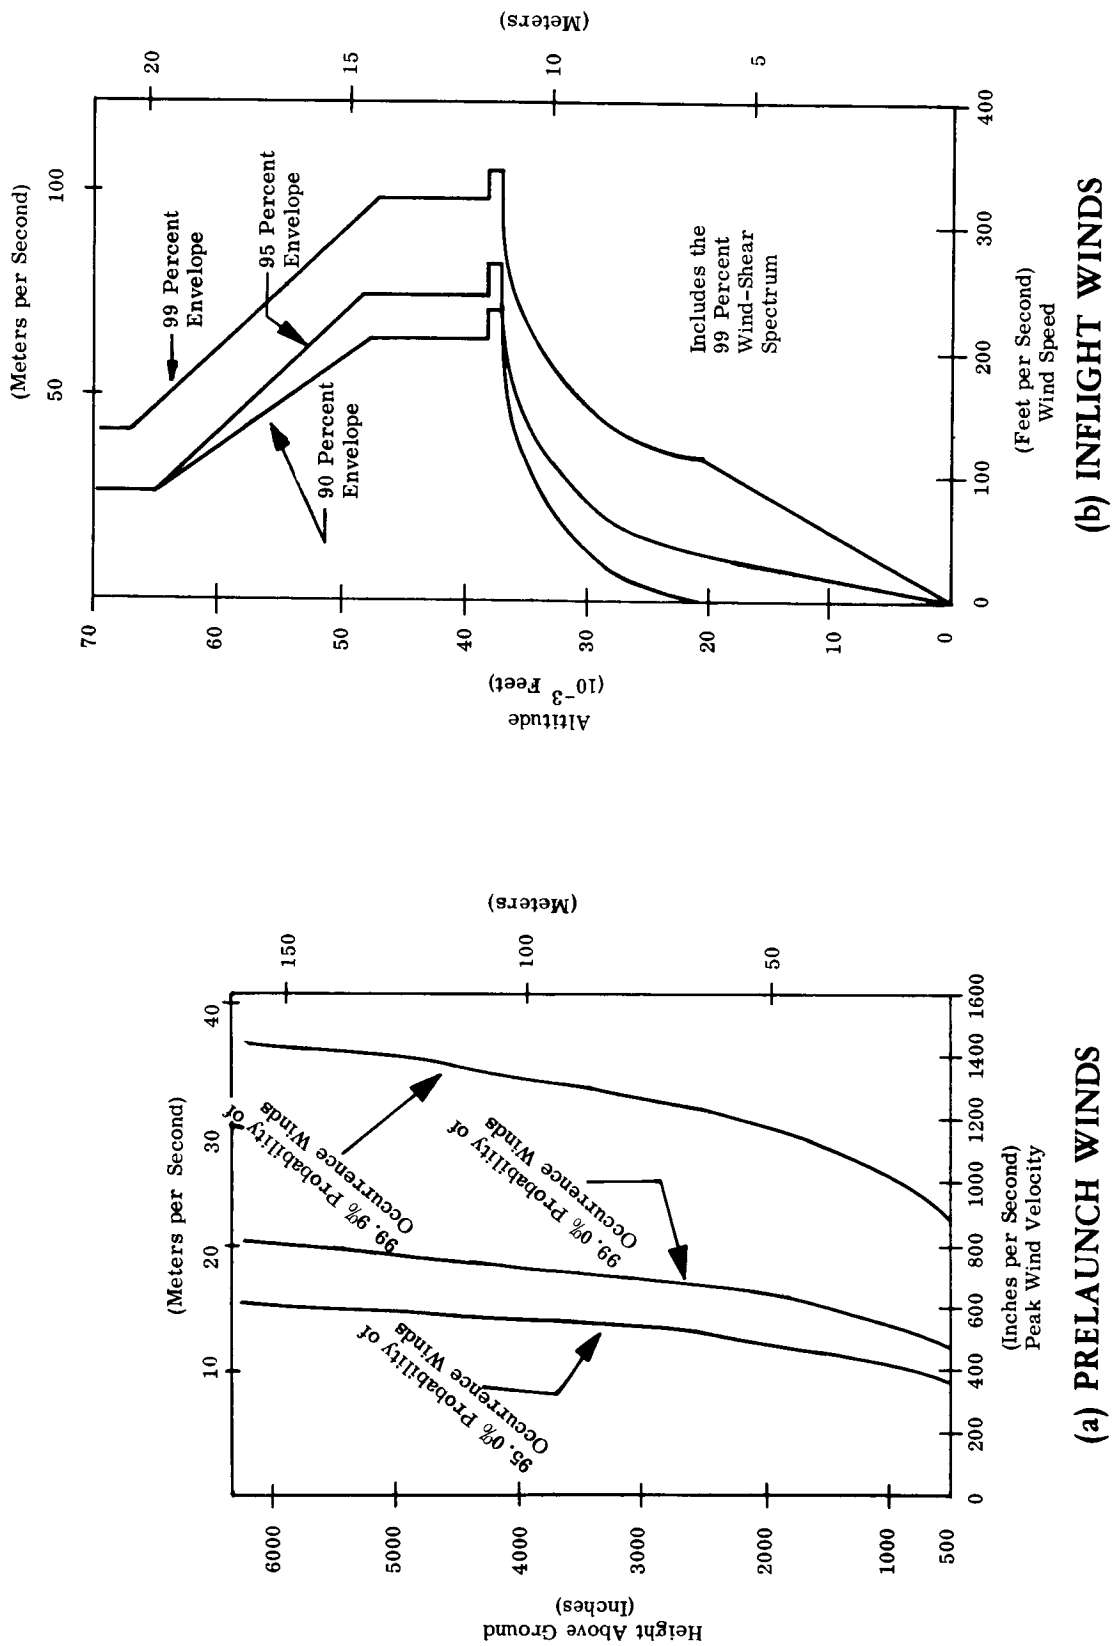 (Meters per Second)
10
20
30
40
Height Above Ground
(Inches)
6000
5000
4000
3000
2000
1000
500
(Meters)
150
100
50
99.9% Probability of
Occurrence Winds
99.0% Probability of
Occurrence Winds
95.0% Probability of
Occurrence Winds
0
200
400
600
800
1000
1200
1400
1600
(Inches per Second)
Peak Wind Velocity
(a) PRELAUNCH WINDS
(Meters per Second)
50
100
Altitude
(10⁻³ Feet)
70
60
50
40
30
20
10
0
(Meters)
20
15
10
5
99 Percent
Envelope
95 Percent
Envelope
90 Percent
Envelope
Includes the
99 Percent
Wind-Shear
Spectrum
0
100
200
300
400
(Feet per Second)
Wind Speed
(b) INFLIGHT WINDS